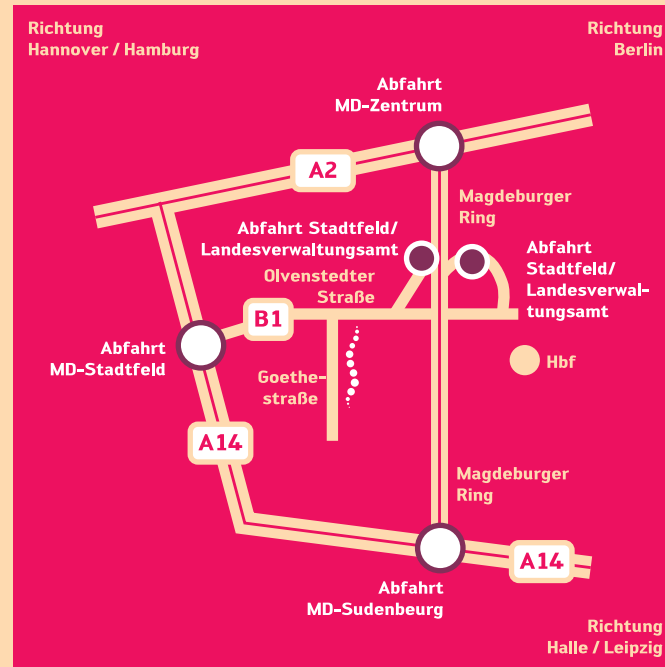 Richtung
Hannover / Hamburg
Richtung
Berlin
Abfahrt
MD-Zentrum
A2
Magdeburger
Ring
Abfahrt Stadtfeld/
Landesverwaltungsamt
Abfahrt
Stadtfeld/
Landesverwal-
tungsamt
Olvenstedter
Straße
B1
Abfahrt
MD-Stadtfeld
Hbf
Goethe-
straße
A14
Magdeburger
Ring
A14
Abfahrt
MD-Sudenbeurg
Richtung
Halle / Leipzig